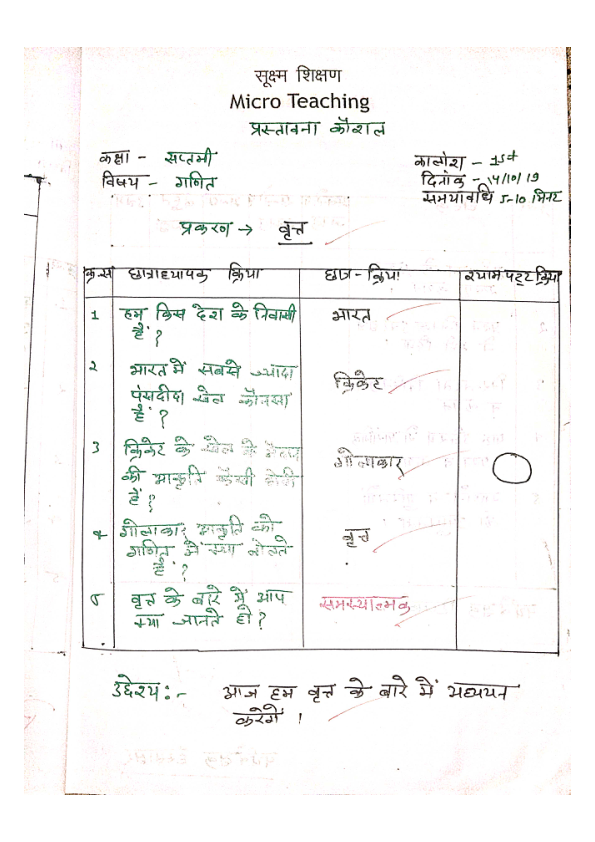 सूक्ष्म शिक्षण
Micro Teaching
प्रस्तावना कौशल
कक्षा - सप्तमी
कालांश - 1st
विषय - गणित
दिनांक - 14/10/19
समयावधि 5-10 मिनट
प्रकरण → वृत्त
क्र.स छात्राध्यापक क्रिया छात्र-क्रिया श्यामपट्ट क्रिया
1 हम किस देश के निवासी भारत
हैं?
2 भारत में सबसे ज्यादा क्रिकेट
पंसदीदा खेल कौनसा
है?
3 क्रिकेट के खेल के मैदान गोलाकार
की आकृति कैसी होती
है?
4 गोलाकार आकृति को वृत्त
गणित में क्या बोलते
है?
5 वृत्त के बारे में आप समस्यात्मक
क्या जानते हो?
उद्देश्य:- आज हम वृत्त के बारे में अध्ययन
करेगें।